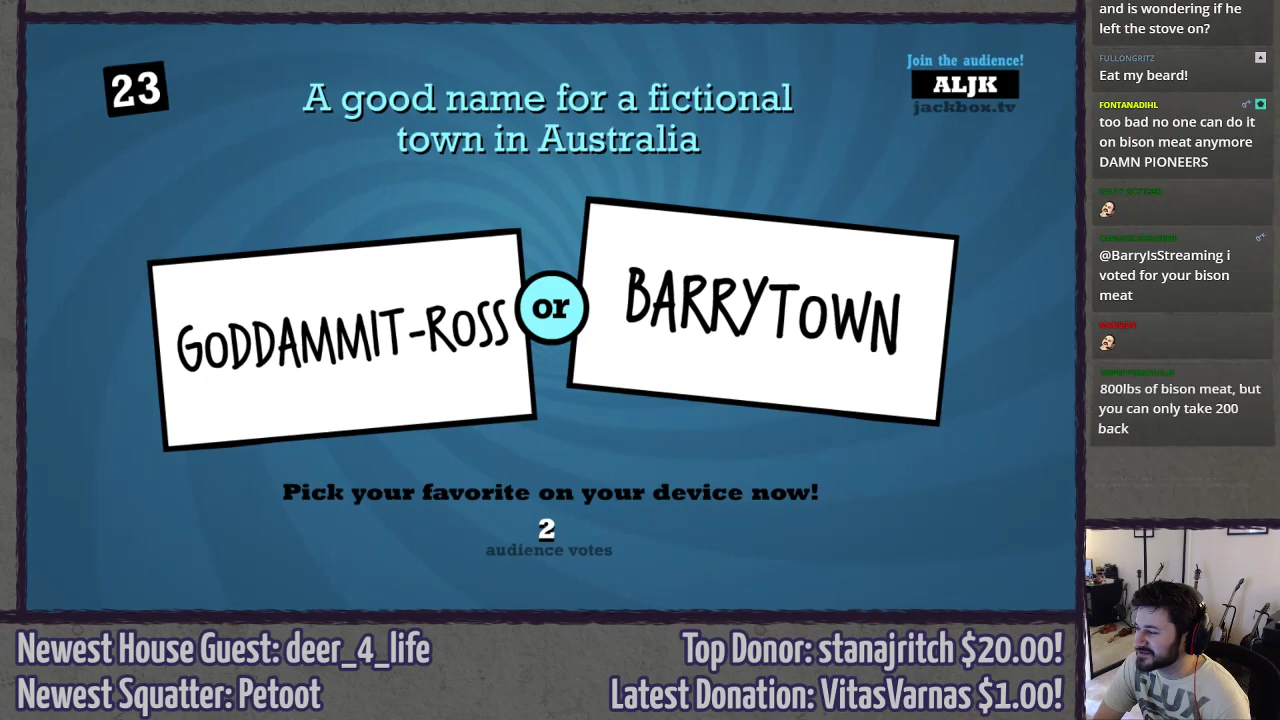 23
A good name for a fictional
town in Australia
Join the audience!
ALJK
jackbox.tv
GODDAMMIT-ROSS
or
BARRYTOWN
Pick your favorite on your device now!
2
audience votes
and is wondering if he
left the stove on?
FULLONGRITZ
Eat my beard!
FONTANADIHL
too bad no one can do it
on bison meat anymore
DAMN PIONEERS
@BarryIsStreaming i
voted for your bison
meat
800lbs of bison meat, but
you can only take 200
back
FLUX
Newest House Guest: deer_4_life
Top Donor: stanajritch $20.00!
Newest Squatter: Petoot
Latest Donation: VitasVarnas $1.00!